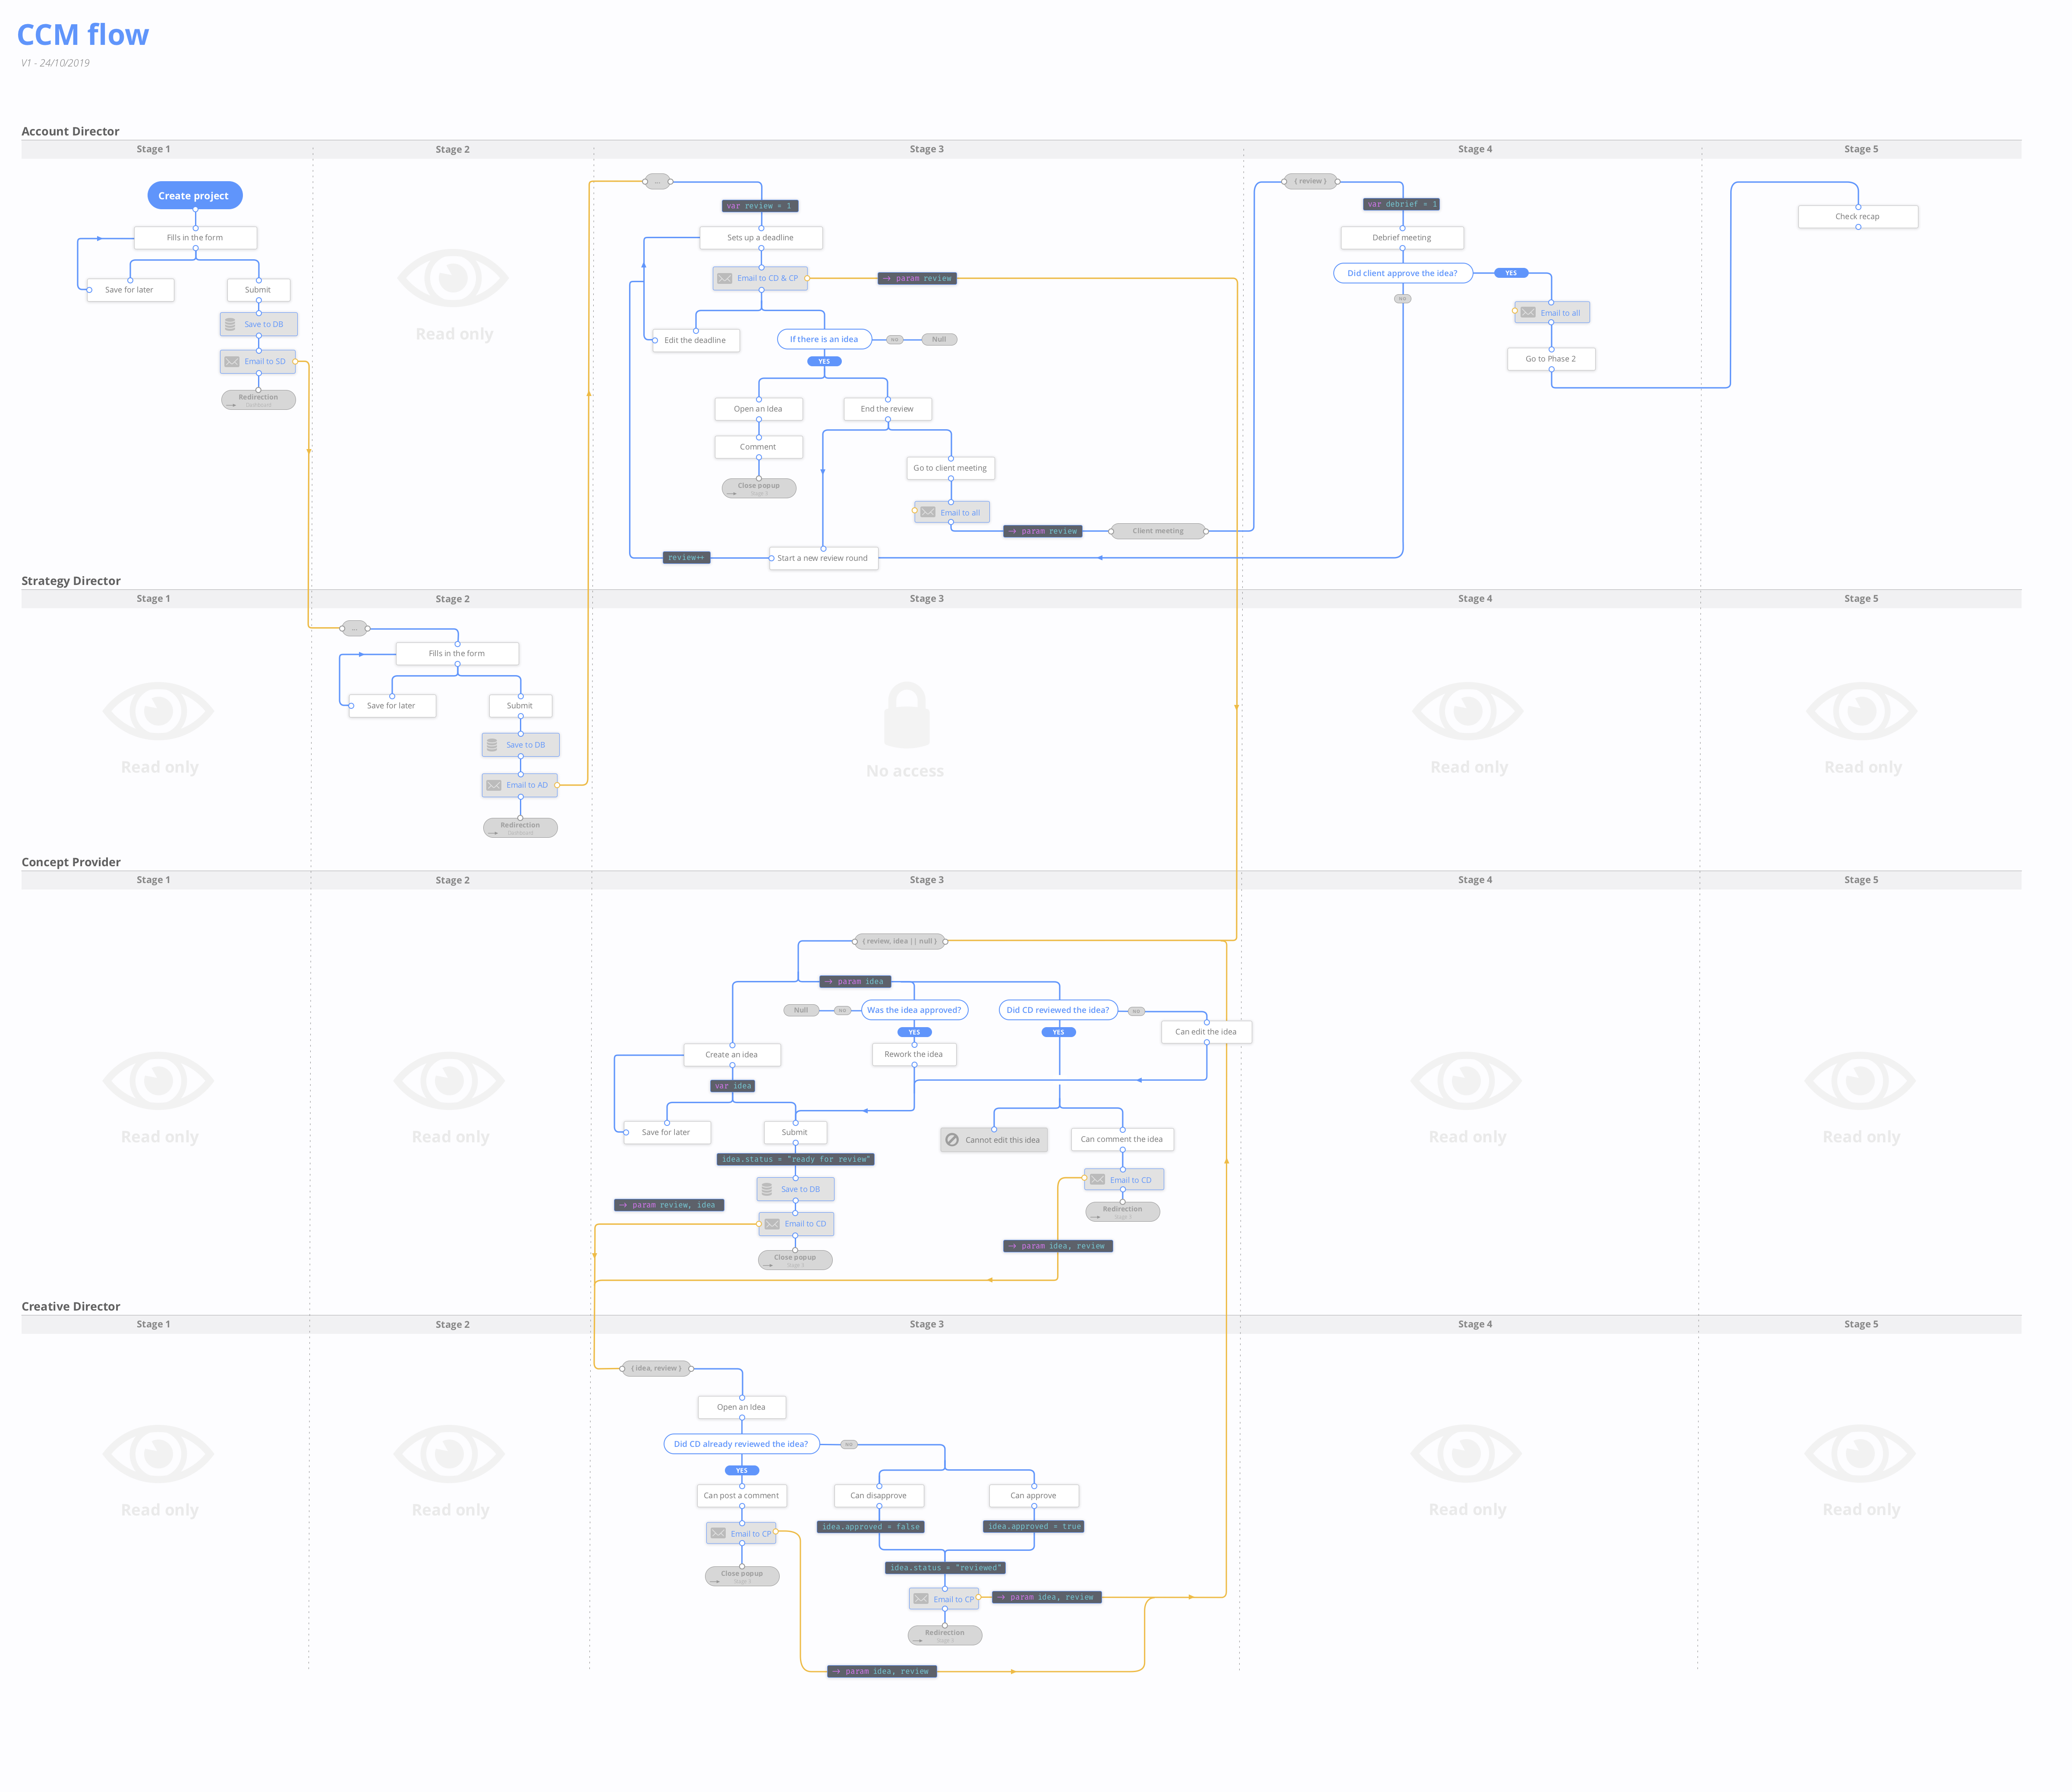 CCM flow
V1 - 24/10/2019
Account Director
Stage 1
Stage 2
Stage 3
Stage 4
Stage 5
Create project
Fills in the form
Save for later
Submit
Save to DB
Email to SD
Redirection
Dashboard
Read only
...
var review = 1
Sets up a deadline
Email to CD & CP
→ param review
Edit the deadline
If there is an idea
NO
Null
YES
Open an Idea
End the review
Comment
Go to client meeting
Close popup
Stage 3
Email to all
→ param review
Client meeting
review++
Start a new review round
{ review }
var debrief = 1
Debrief meeting
Did client approve the idea?
YES
NO
Email to all
Go to Phase 2
Check recap
Strategy Director
Stage 1
Stage 2
Stage 3
Stage 4
Stage 5
Read only
...
Fills in the form
Save for later
Submit
Save to DB
Email to AD
Redirection
Dashboard
No access
Read only
Read only
Concept Provider
Stage 1
Stage 2
Stage 3
Stage 4
Stage 5
Read only
Read only
{ review, idea || null }
→ param idea
Null
NO
Was the idea approved?
Did CD reviewed the idea?
NO
YES
YES
Can edit the idea
Create an idea
Rework the idea
var idea
Save for later
Submit
Cannot edit this idea
Can comment the idea
idea.status = "ready for review"
Save to DB
Email to CD
→ param review, idea
Email to CD
Redirection
Stage 3
→ param idea, review
Close popup
Stage 3
Read only
Read only
Creative Director
Stage 1
Stage 2
Stage 3
Stage 4
Stage 5
Read only
Read only
{ idea, review }
Open an Idea
Did CD already reviewed the idea?
NO
YES
Can post a comment
Can disapprove
Can approve
Email to CP
idea.approved = false
idea.approved = true
Close popup
Stage 3
idea.status = "reviewed"
Email to CP
→ param idea, review
Redirection
Stage 3
→ param idea, review
Read only
Read only